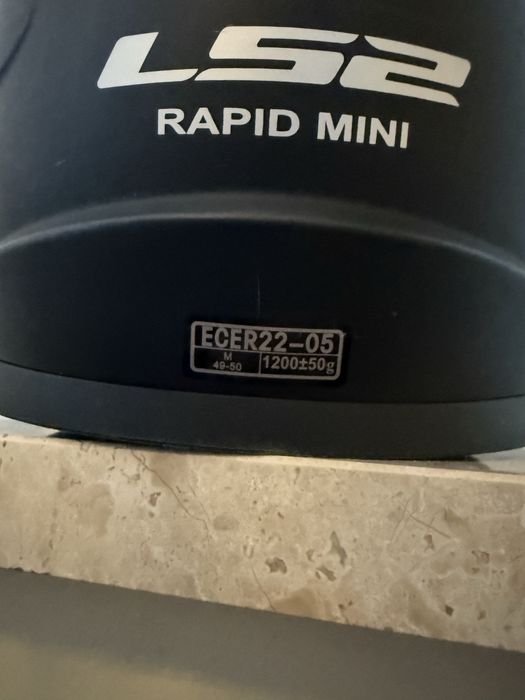 LS2
RAPID MINI
ECER22-05
M
49-50
1200±50g